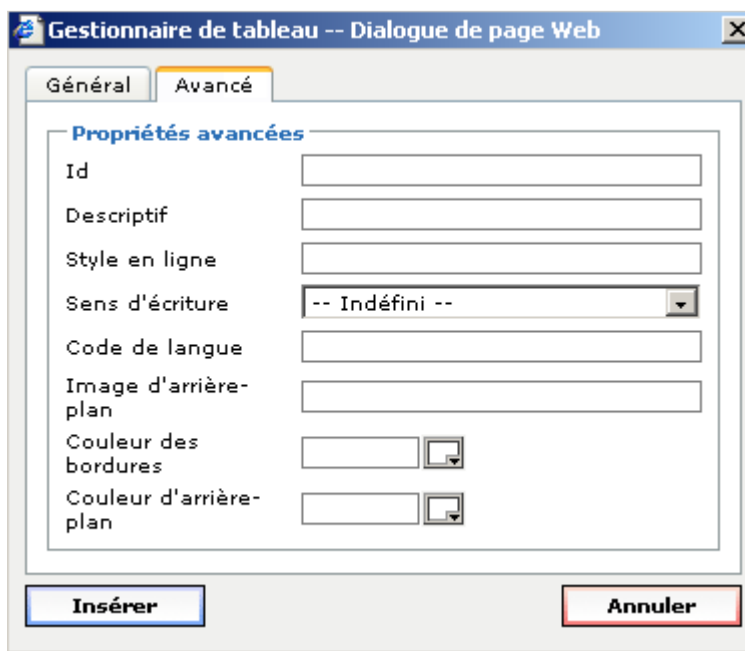 Gestionnaire de tableau -- Dialogue de page Web
Général
Avancé
Propriétés avancées
Id
Descriptif
Style en ligne
Sens d'écriture
-- Indéfini --
Code de langue
Image d'arrière-
plan
Couleur des
bordures
Couleur d'arrière-
plan
Insérer
Annuler